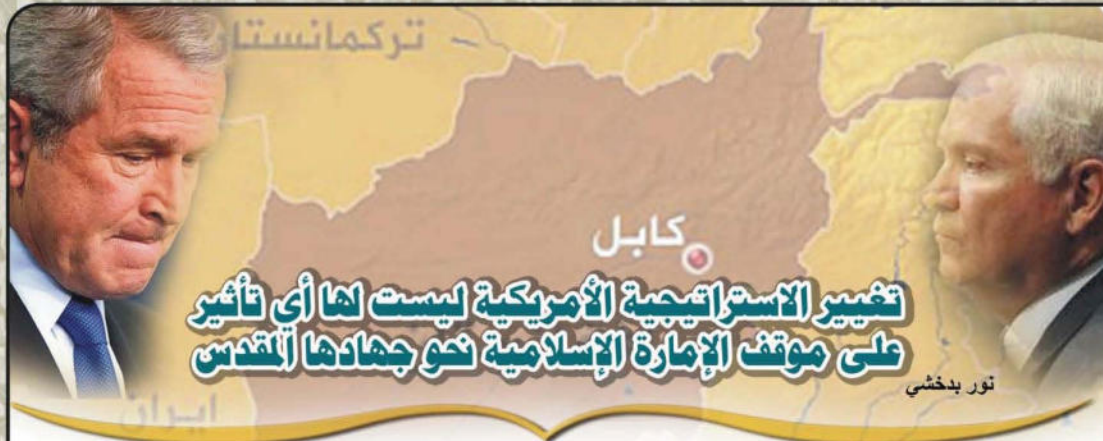 تركمانستان
كابل
تغيير الاستراتيجية الأمريكية ليست لها أي تأثير
على موقف الإمارة الإسلامية نحو جهادها المقدس
نور بدخشي
ايران